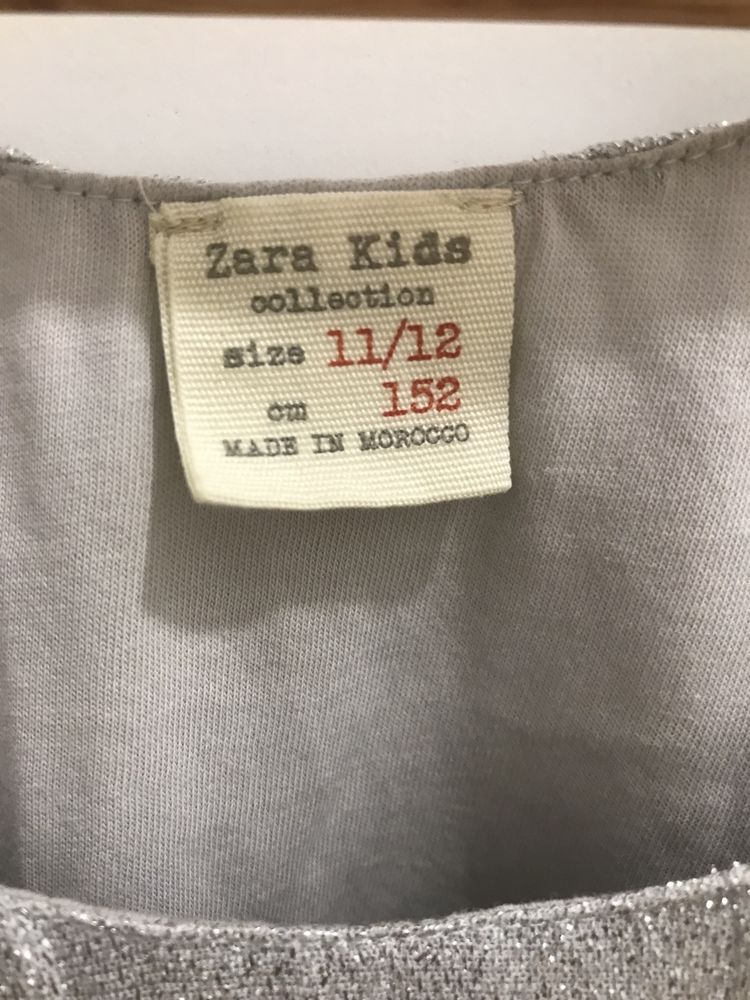 Zara Kids
collection
size 11/12
cm 152
MADE IN MOROCCO